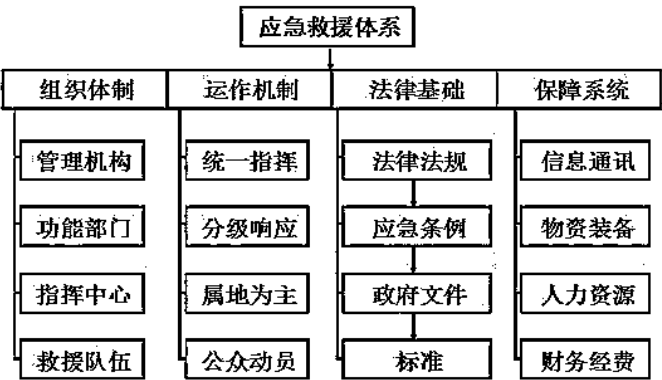 应急救援体系
组织体制 运作机制 法律基础 保障系统
管理机构 统一指挥 法律法规 信息通讯
功能部门 分级响应 应急条例 物资装备
指挥中心 属地为主 政府文件 人力资源
救援队伍 公众动员 标准 财务经费